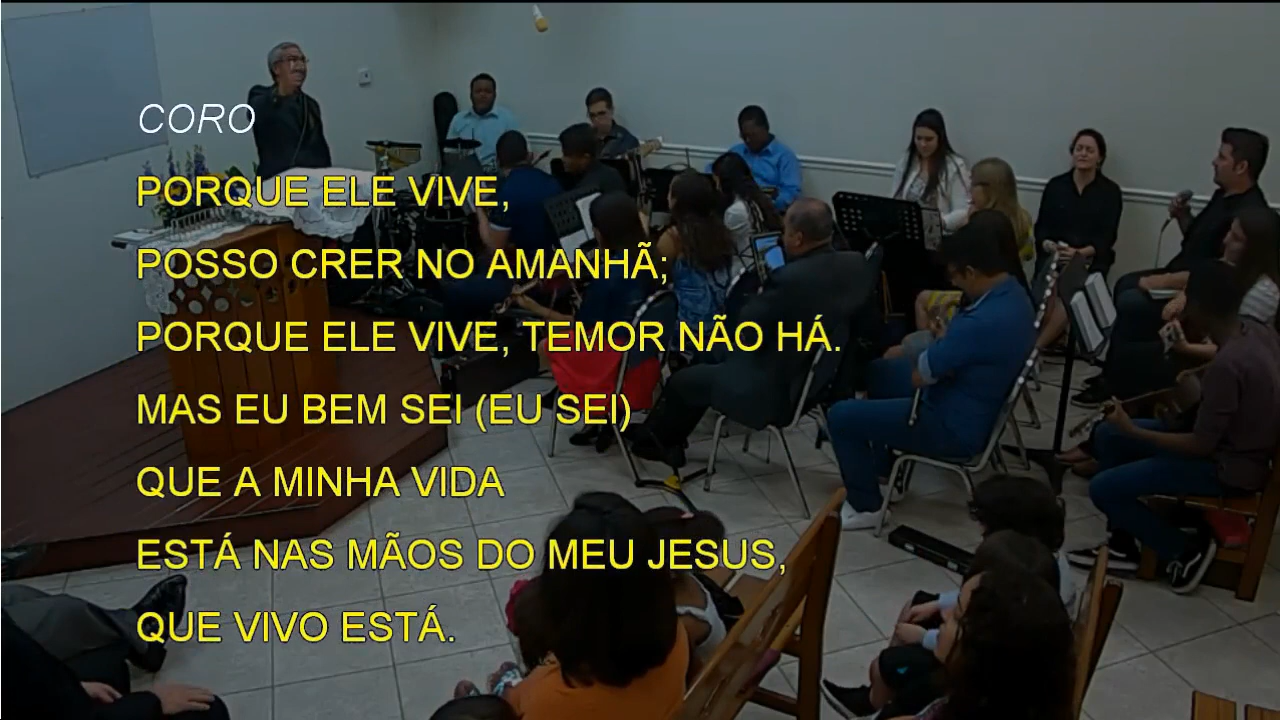 CORO
PORQUE ELE VIVE,
POSSO CRER NO AMANHÃ;
PORQUE ELE VIVE, TEMOR NÃO HÁ.
MAS EU BEM SEI (EU SEI)
QUE A MINHA VIDA
ESTÁ NAS MÃOS DO MEU JESUS,
QUE VIVO ESTÁ.